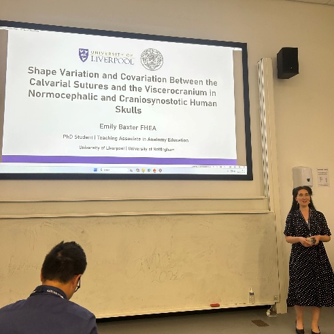 UNIVERSITY OF
LIVERPOOL
Shape Variation and Covariation Between the
Calvarial Sutures and the Viscerocranium in
Normocephalic and Craniosynostotic Human
Skulls
Emily Baxter FHEA
PhD Student | Teaching Associate in Anatomy Education
University of Liverpool | University of Nottingham